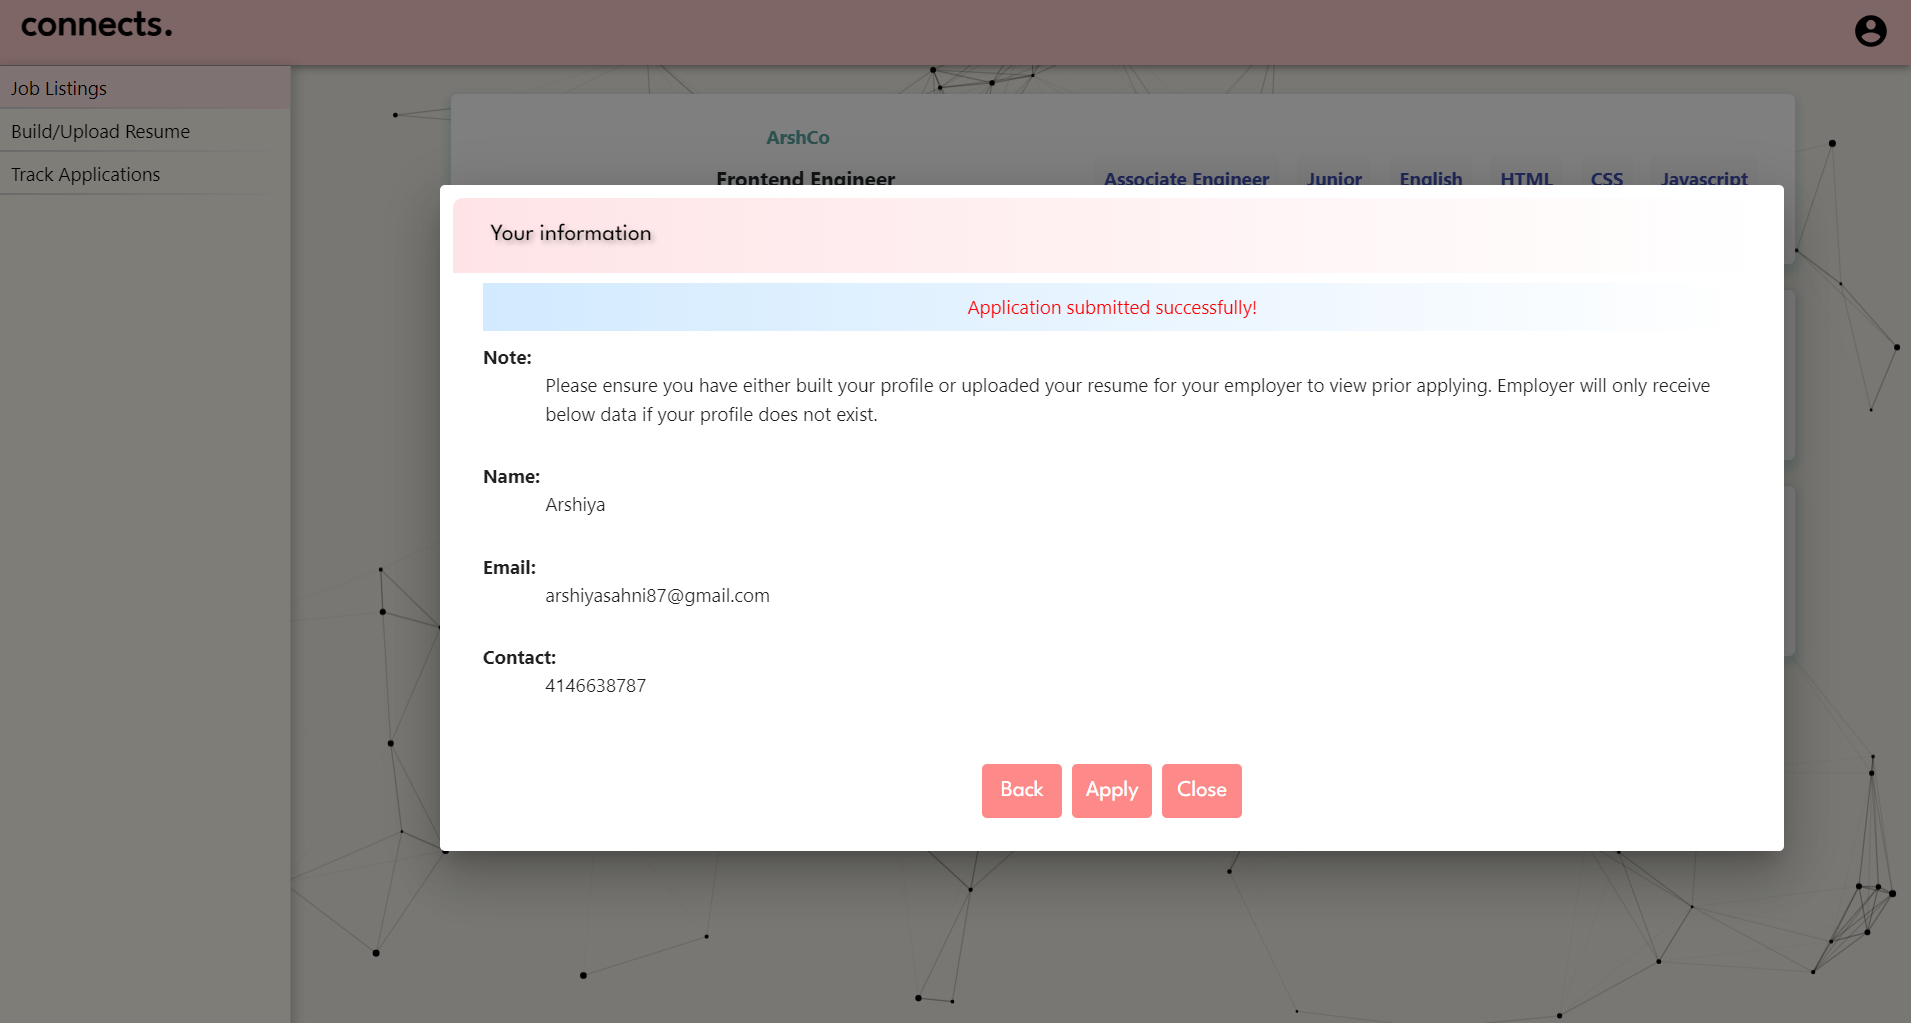 connects.
Job Listings
Build/Upload Resume
Track Applications
ArshCo
Frontend Engineer
Associate Engineer Junior English HTML CSS Javascript
Your information
Application submitted successfully!
Note:
Please ensure you have either built your profile or uploaded your resume for your employer to view prior applying. Employer will only receive
below data if your profile does not exist.
Name:
Arshiya
Email:
arshiyasahni87@gmail.com
Contact:
4146638787
Back Apply Close